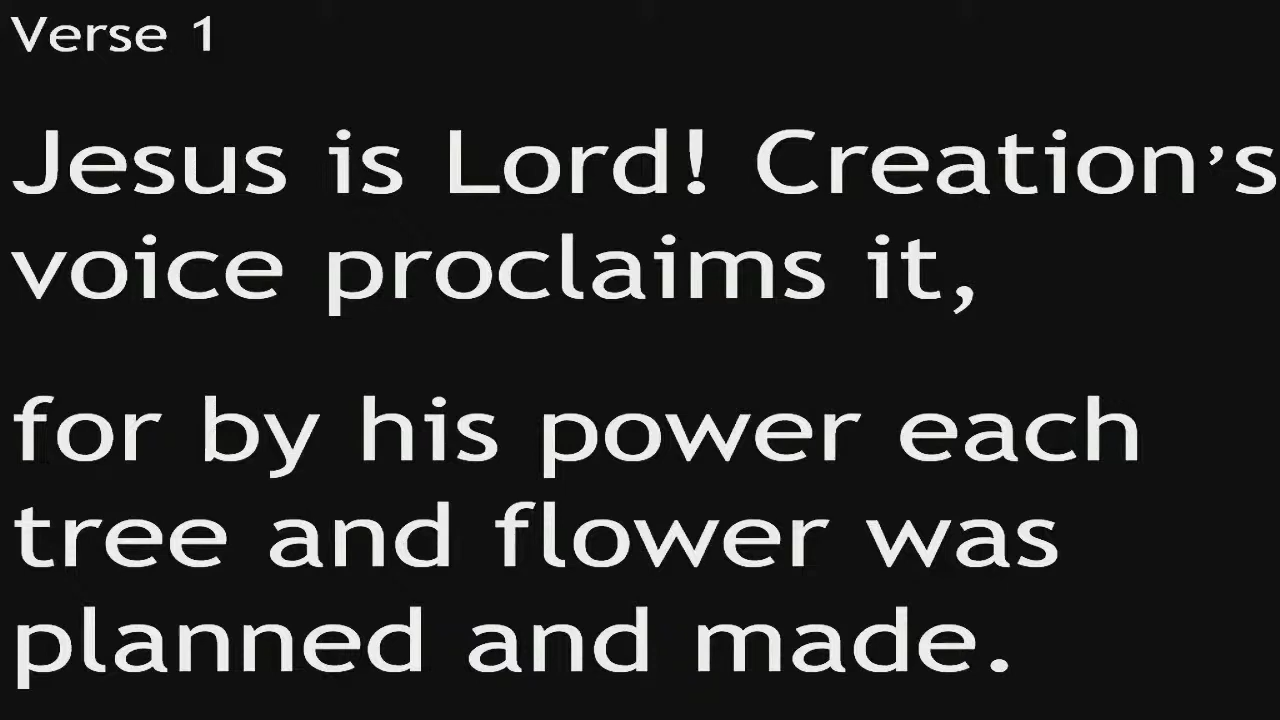 Verse 1
Jesus is Lord! Creation’s
voice proclaims it,
for by his power each
tree and flower was
planned and made.